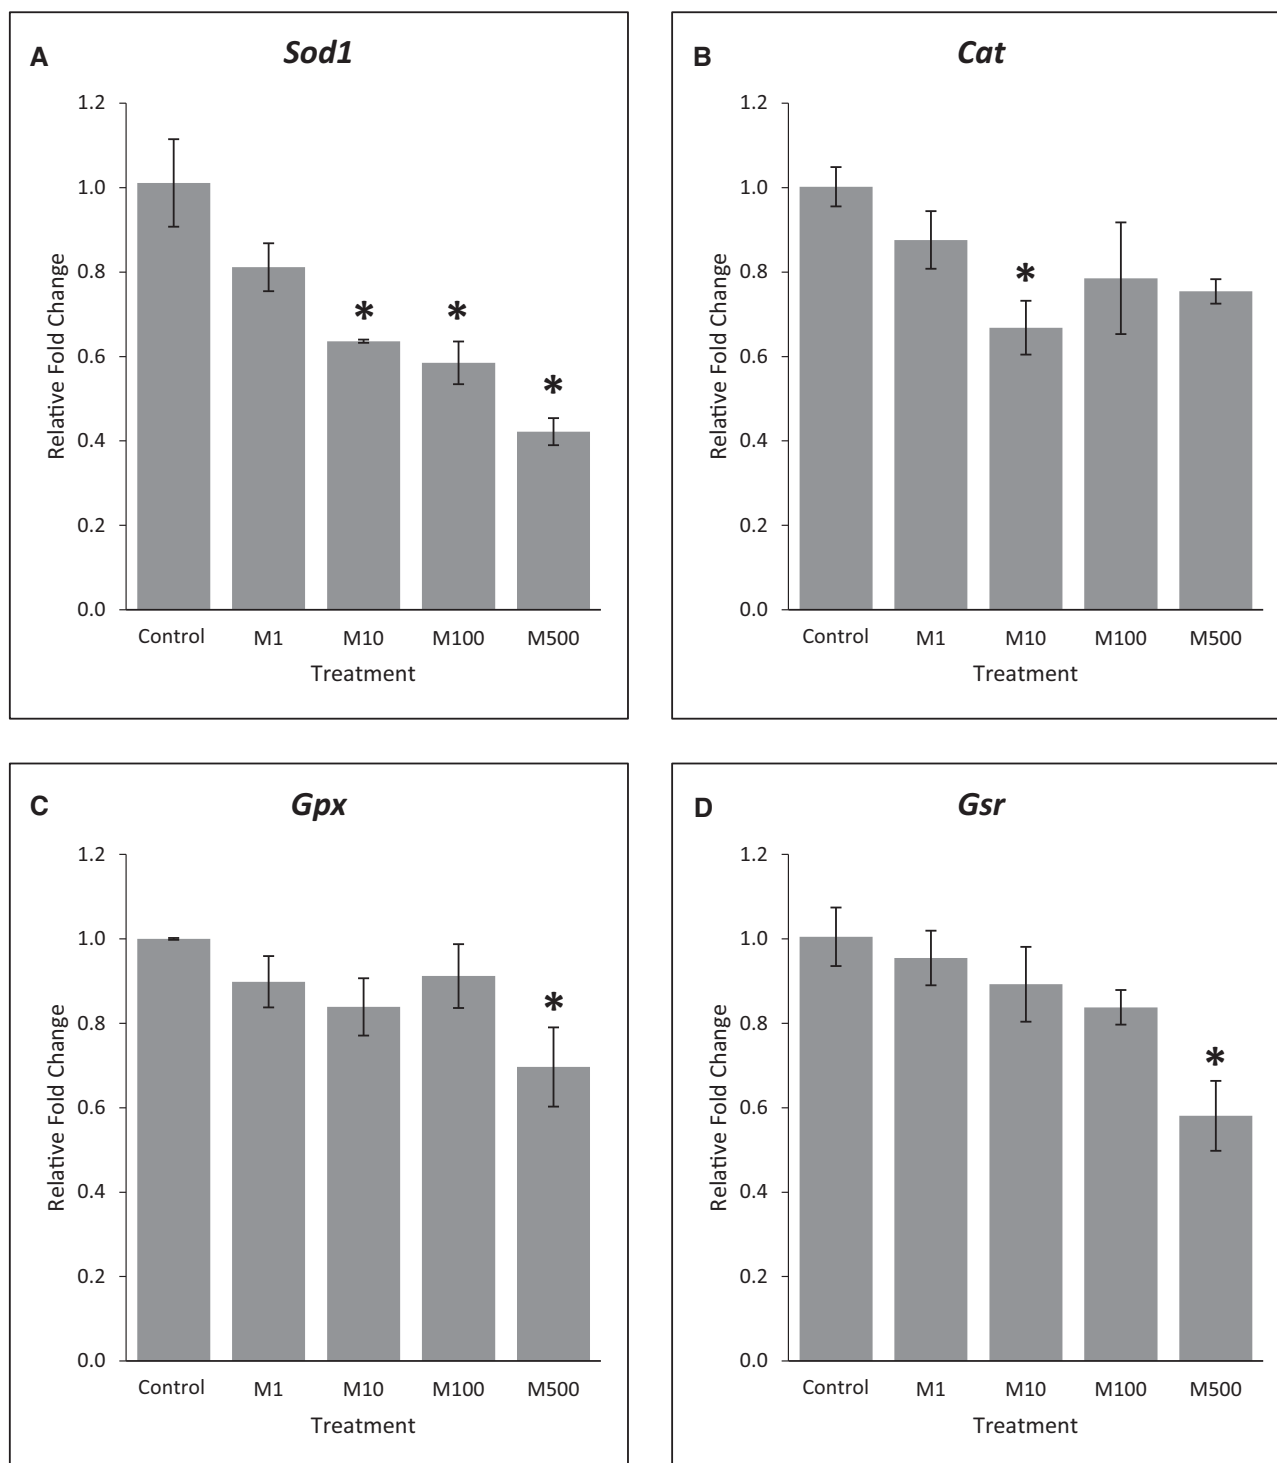 A
Sod1
1.2
1.0
0.8
0.6
0.4
0.2
0.0
Relative Fold Change
*
*
*
Control M1 M10 M100 M500
Treatment
B
Cat
1.2
1.0
0.8
0.6
0.4
0.2
0.0
Relative Fold Change
*
Control M1 M10 M100 M500
Treatment
C
Gpx
1.2
1.0
0.8
0.6
0.4
0.2
0.0
Relative Fold Change
*
Control M1 M10 M100 M500
Treatment
D
Gsr
1.2
1.0
0.8
0.6
0.4
0.2
0.0
Relative Fold Change
*
Control M1 M10 M100 M500
Treatment